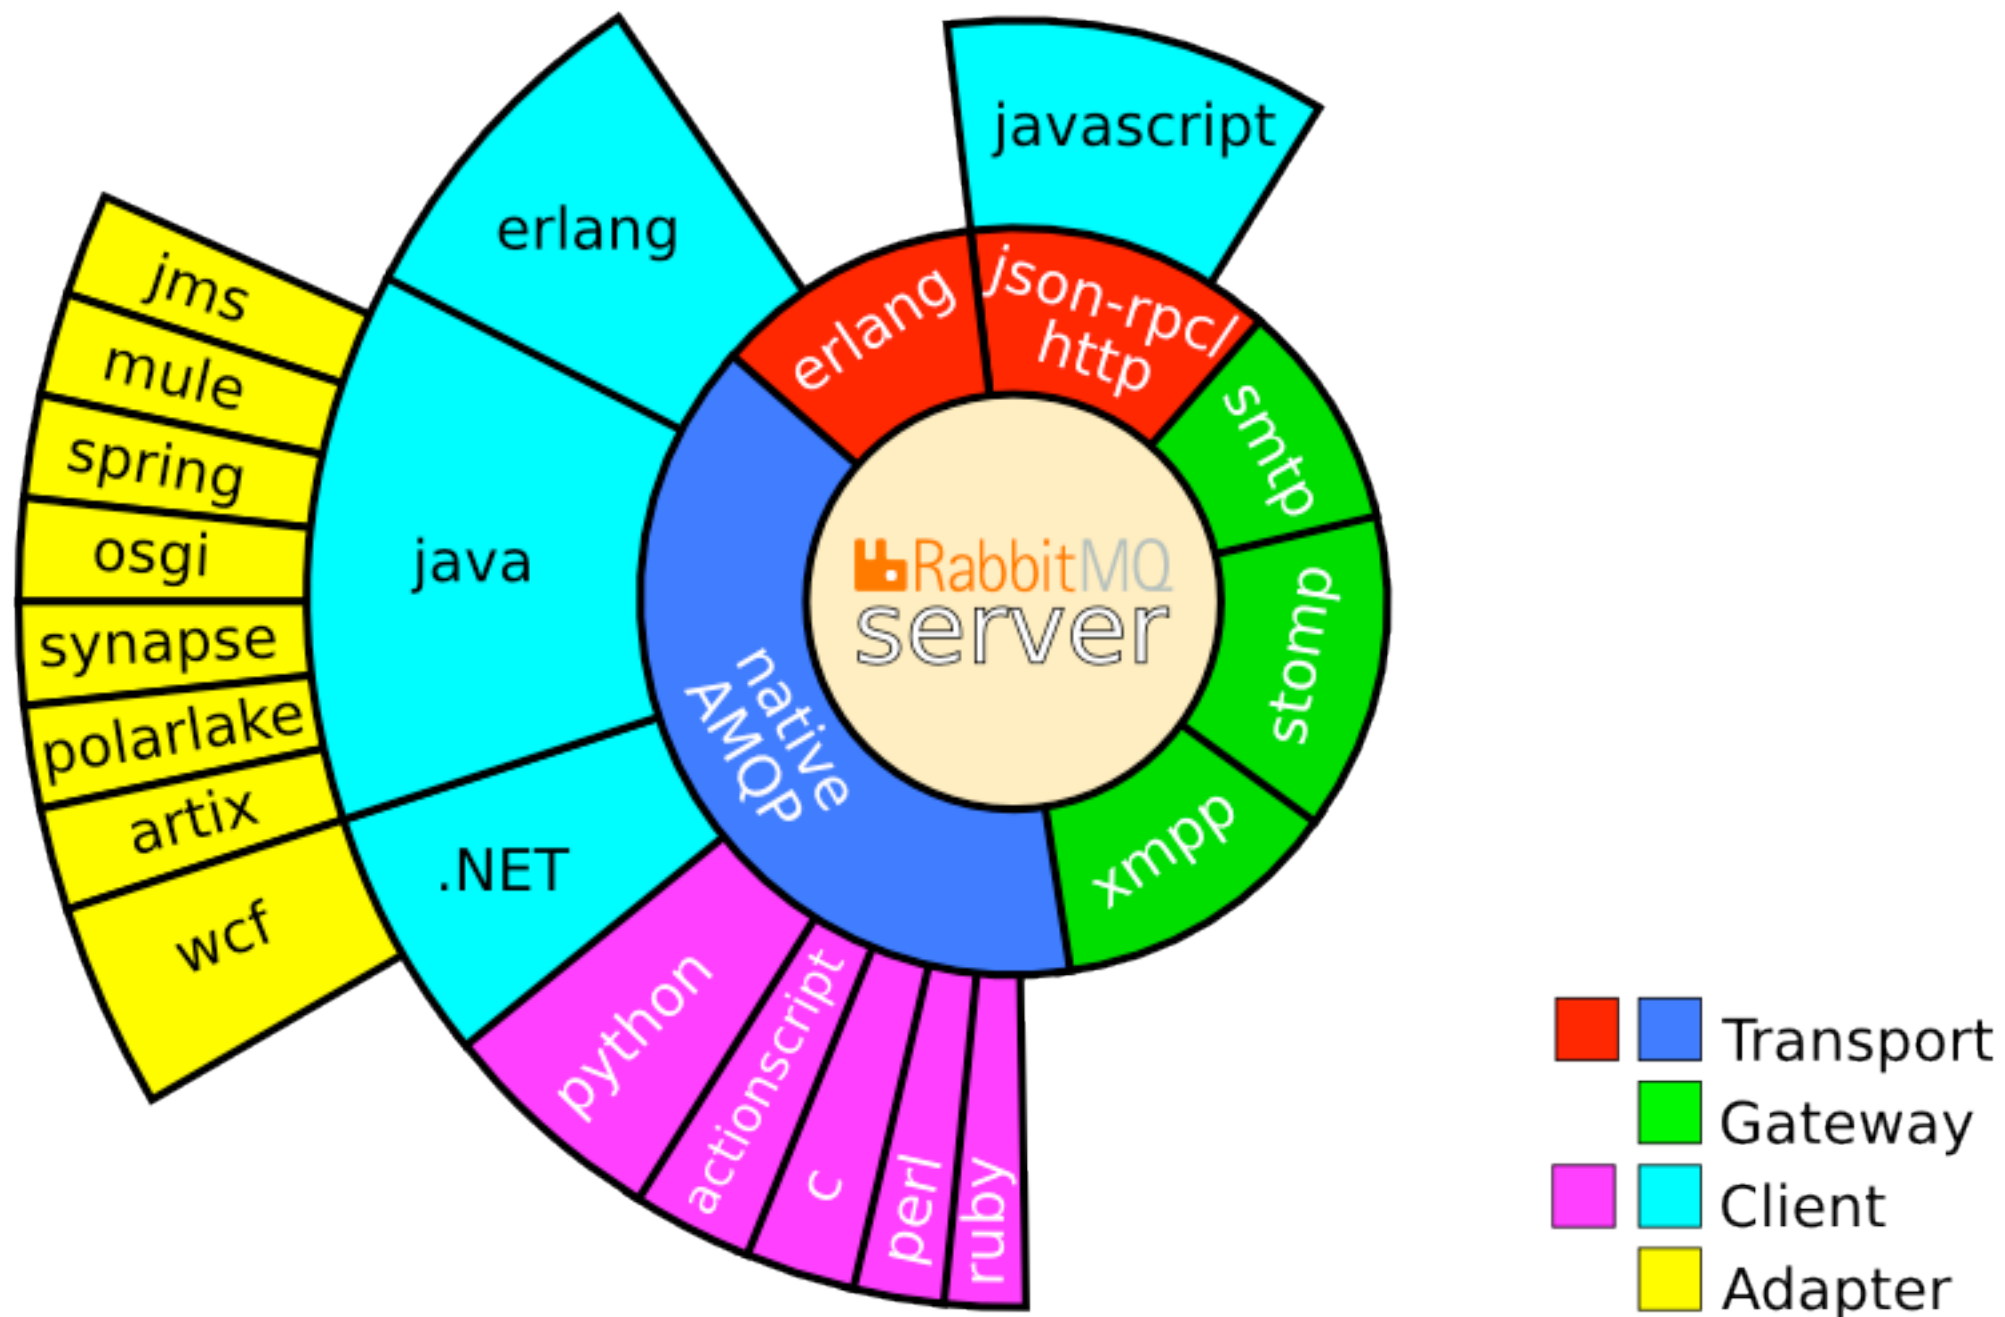 javascript
erlang
jms
mule
spring
osgi
synapse
polarlake
artix
wcf
java
.NET
erlang
json-rpc/
http
smtp
stomp
xmpp
native
AMQP
RabbitMQ
server
python
actionscript
c
perl
ruby
Transport
Gateway
Client
Adapter